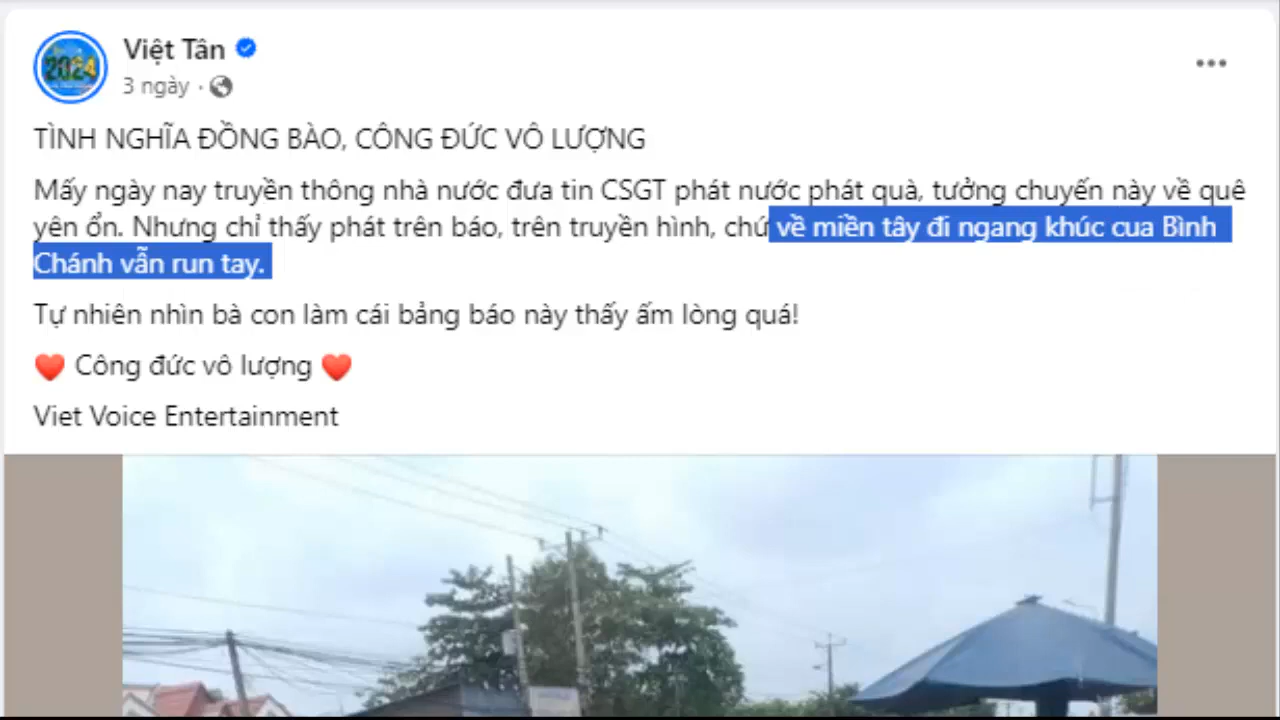 2024
Việt Tân
3 ngày ·
TÌNH NGHĨA ĐỒNG BÀO, CÔNG ĐỨC VÔ LƯỢNG
Mấy ngày nay truyền thông nhà nước đưa tin CSGT phát nước phát quà, tưởng chuyến này về quê
yên ổn. Nhưng chỉ thấy phát trên báo, trên truyền hình, chứ về miền tây đi ngang khúc cua Bình
Chánh vẫn run tay.
Tự nhiên nhìn bà con làm cái bảng báo này thấy ấm lòng quá!
❤️ Công đức vô lượng ❤️
Viet Voice Entertainment